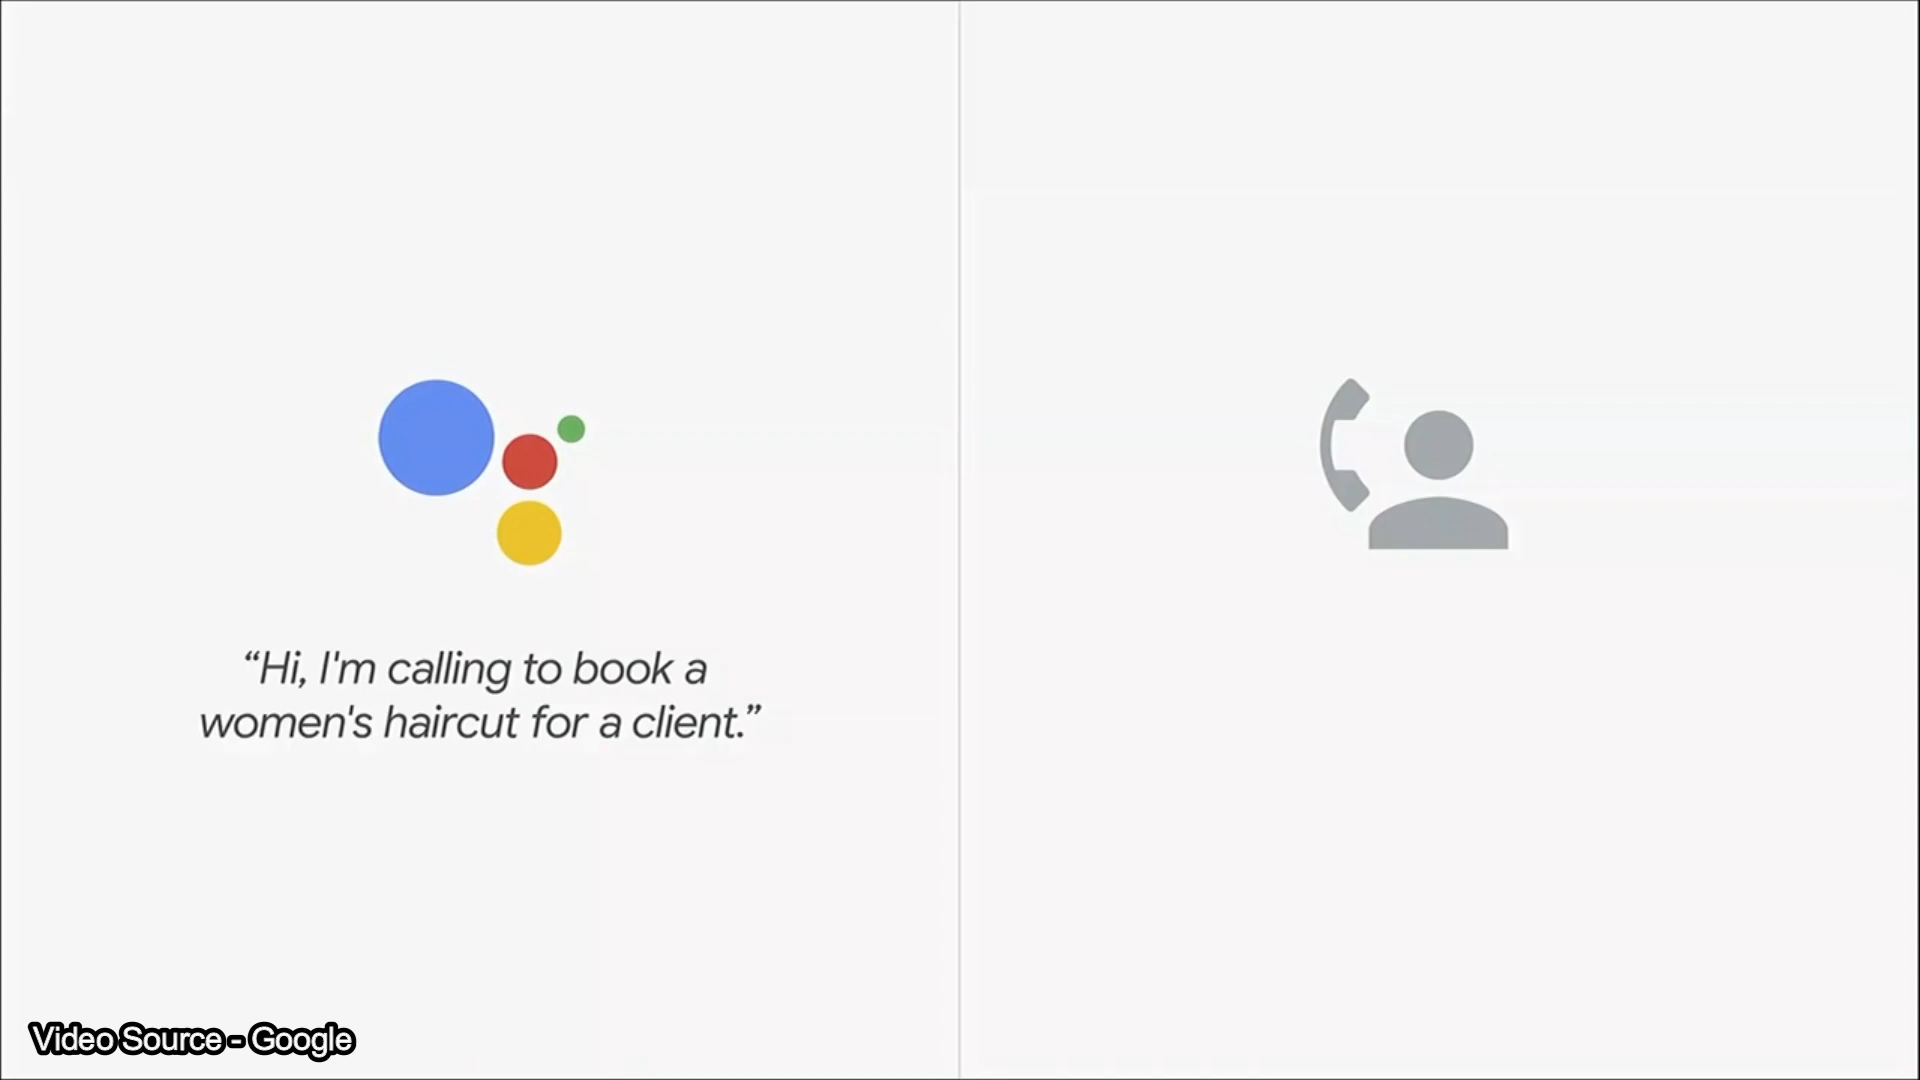 “Hi, I'm calling to book a
women's haircut for a client.”
Video Source - Google